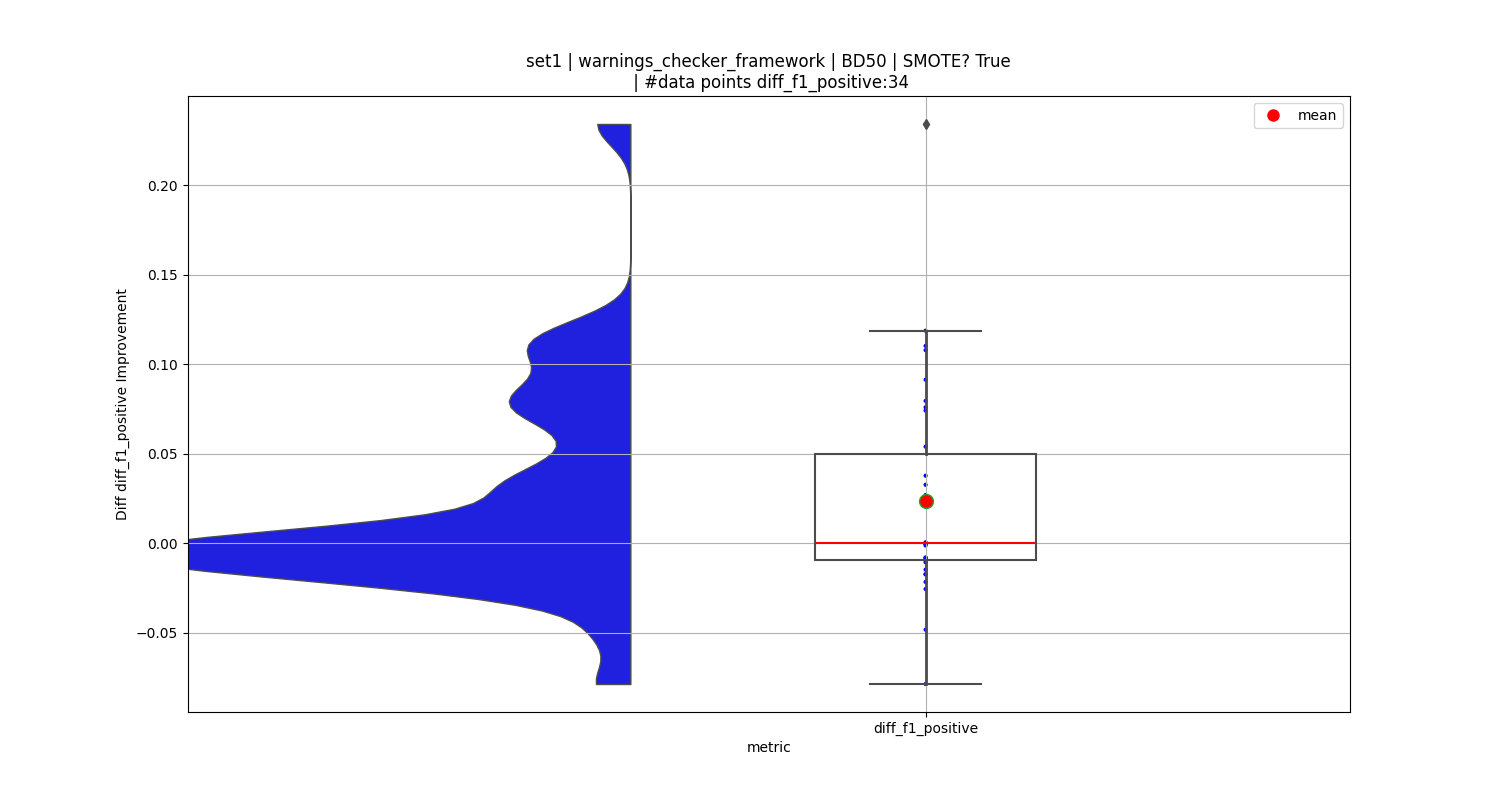 set1 | warnings_checker_framework | BD50 | SMOTE? True
| #data points diff_f1_positive:34
mean
0.20
0.15
0.10
0.05
0.00
−0.05
Diff diff_f1_positive Improvement
diff_f1_positive
metric